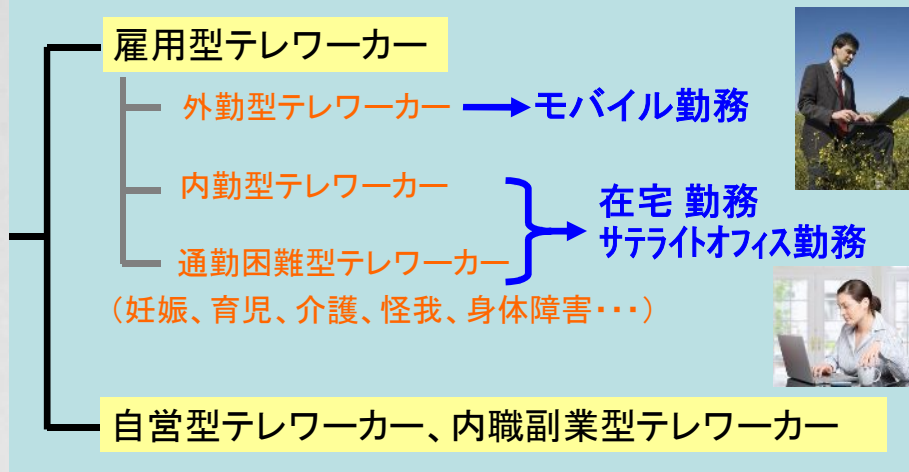 雇用型テレワーカー
外勤型テレワーカー モバイル勤務
内勤型テレワーカー
在宅 勤務
サテライトオフィス勤務
通勤困難型テレワーカー
（妊娠、育児、介護、怪我、身体障害・・・）
自営型テレワーカー、内職副業型テレワーカー